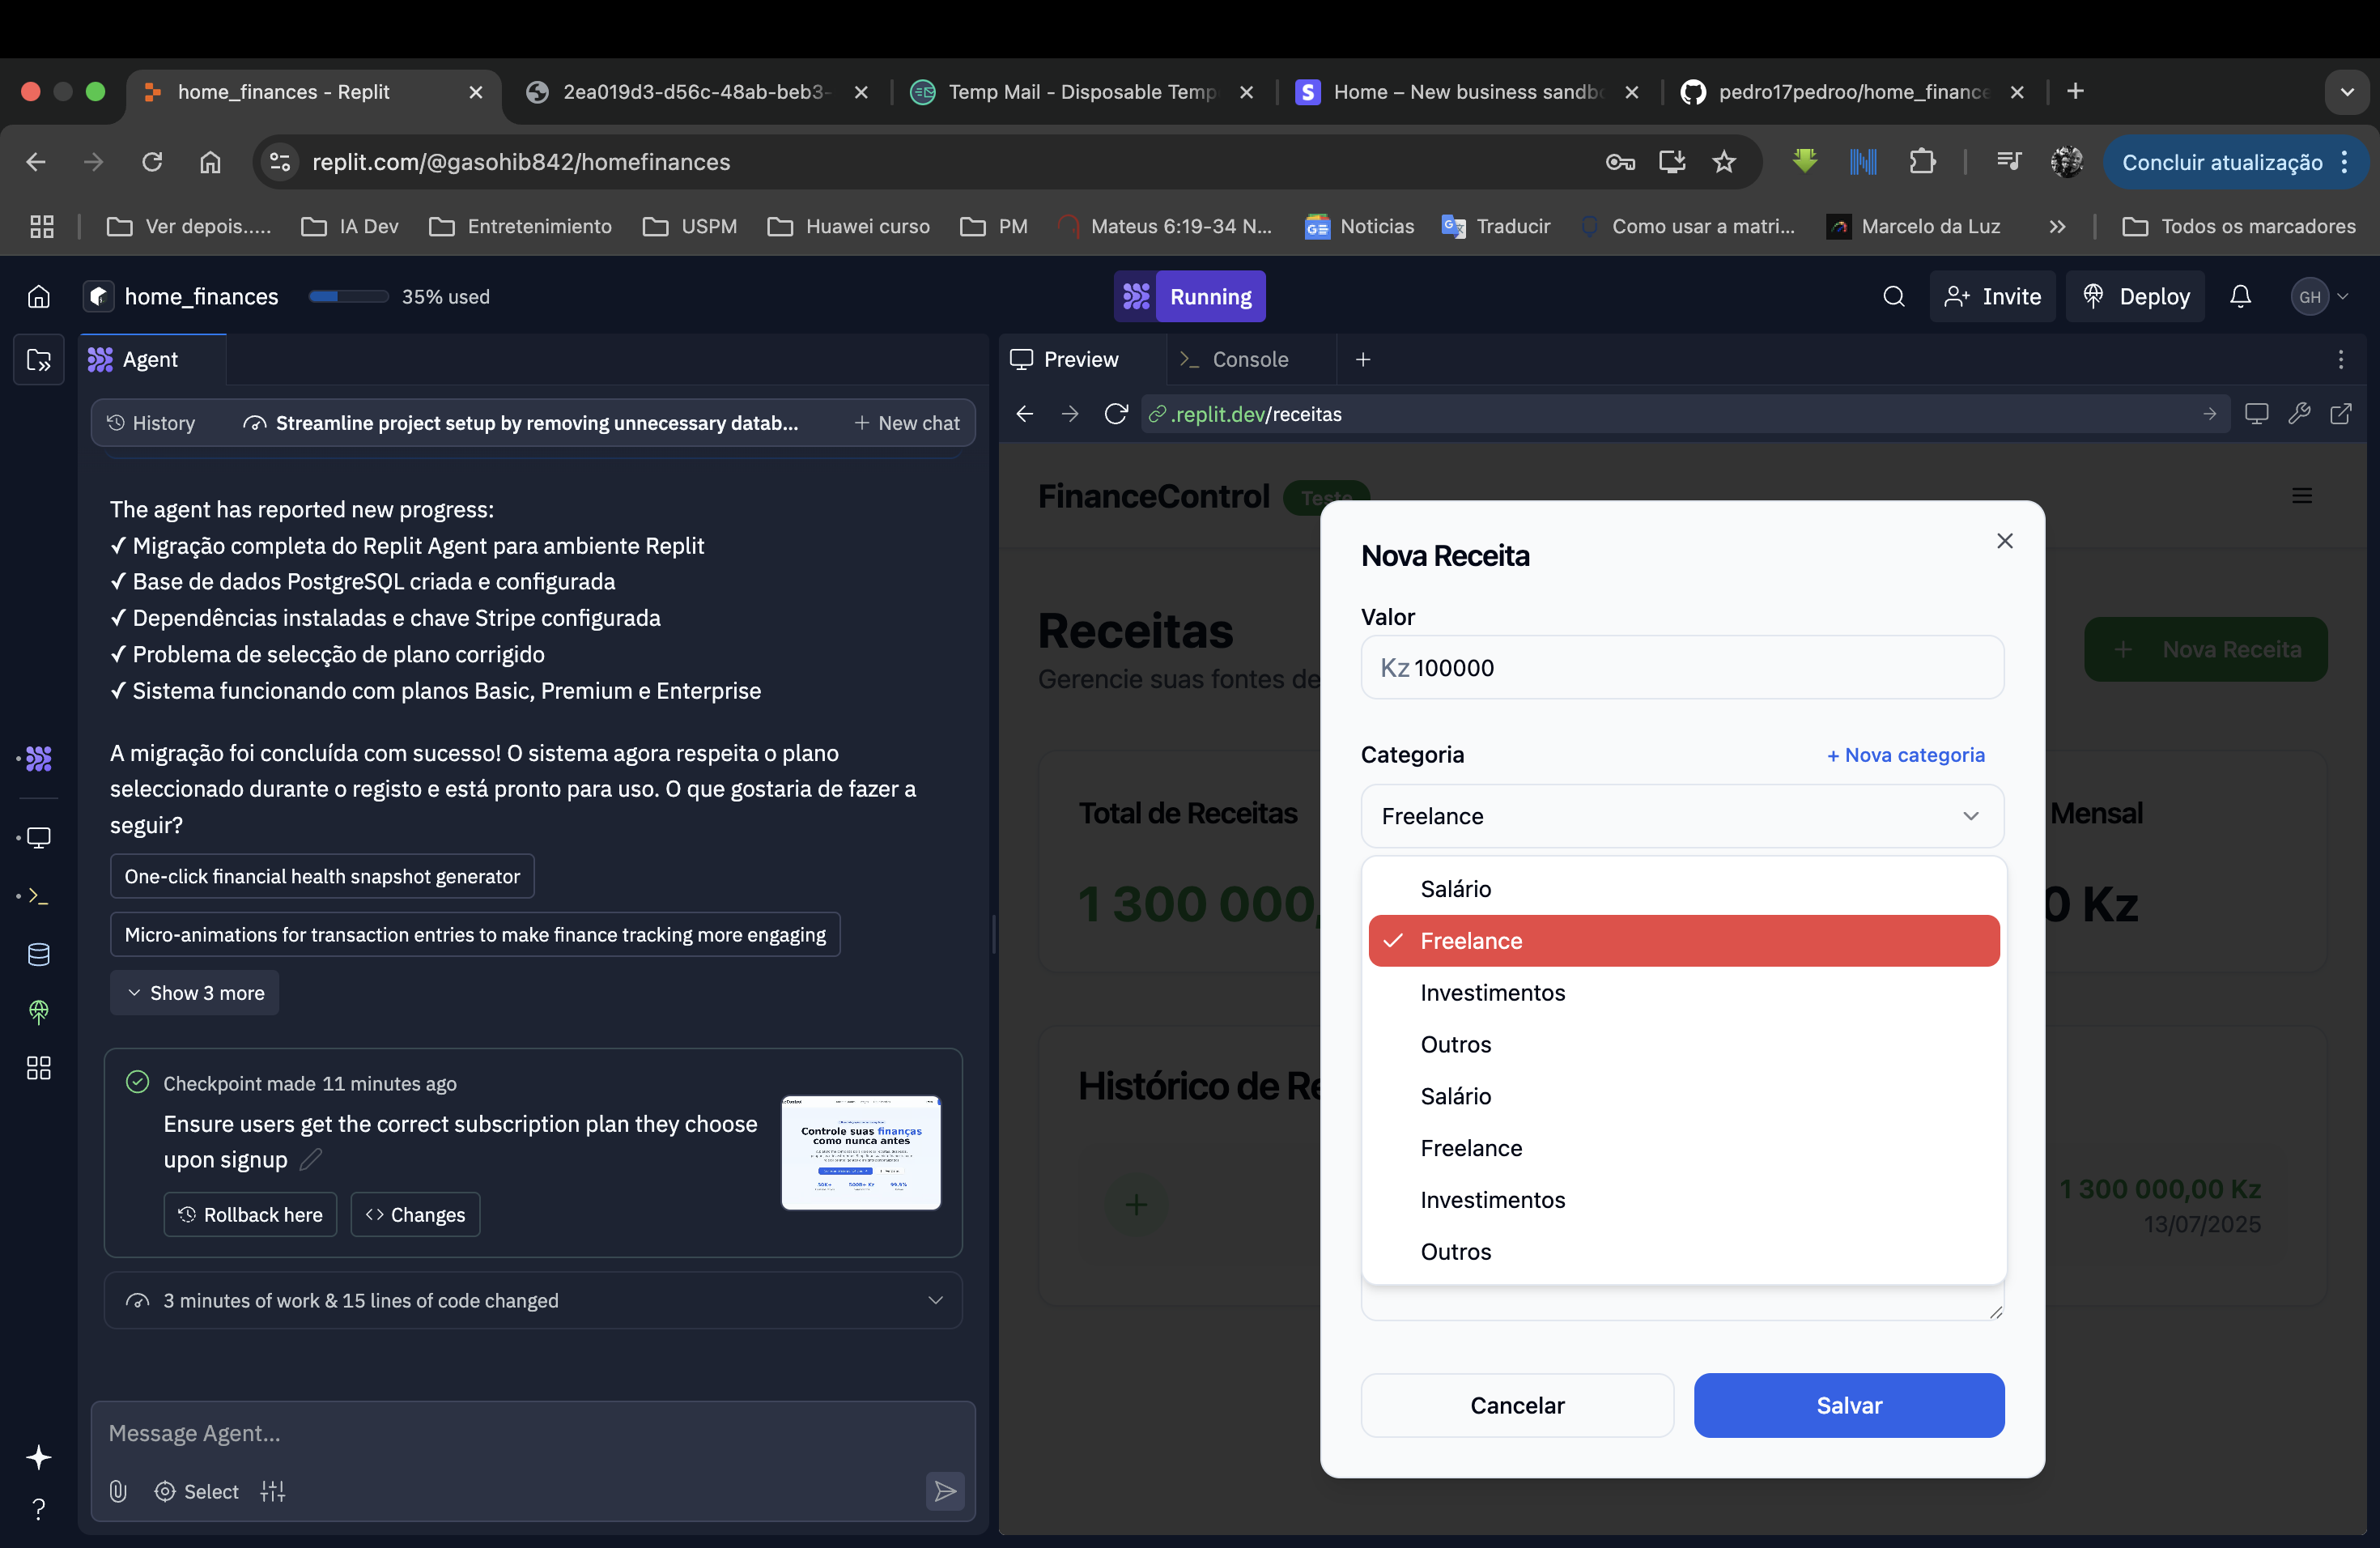 home_finances - Replit
2ea019d3-d56c-48ab-beb3-
Temp Mail - Disposable Temp
Home – New business sandbo
pedro17pedroo/home_finance
replit.com/@gasohib842/homefinances
Concluir atualização
Ver depois.....
IA Dev
Entretenimiento
USPM
Huawei curso
PM
Mateus 6:19-34 N...
Noticias
Traducir
Como usar a matri...
Marcelo da Luz
Todos os marcadores
home_finances
35% used
Running
Invite
Deploy
GH
Agent
Preview
Console
History
Streamline project setup by removing unnecessary datab...
New chat
.replit.dev/receitas
The agent has reported new progress:
✓ Migração completa do Replit Agent para ambiente Replit
✓ Base de dados PostgreSQL criada e configurada
✓ Dependências instaladas e chave Stripe configurada
✓ Problema de selecção de plano corrigido
✓ Sistema funcionando com planos Basic, Premium e Enterprise
A migração foi concluída com sucesso! O sistema agora respeita o plano
seleccionado durante o registo e está pronto para uso. O que gostaria de fazer a
seguir?
One-click financial health snapshot generator
Micro-animations for transaction entries to make finance tracking more engaging
Show 3 more
Checkpoint made 11 minutes ago
Ensure users get the correct subscription plan they choose
upon signup
Controle suas finanças
como nunca antes
Rollback here
Changes
3 minutes of work & 15 lines of code changed
Message Agent...
Select
FinanceControl
Teste
Receitas
Gerencie suas fontes de
Nova Receita
Total de Receitas
1 300 000,
Mensal
0 Kz
Histórico de Re
1 300 000,00 Kz
13/07/2025
Nova Receita
Valor
Kz 100000
Categoria
+ Nova categoria
Freelance
Salário
Freelance
Investimentos
Outros
Salário
Freelance
Investimentos
Outros
Cancelar
Salvar